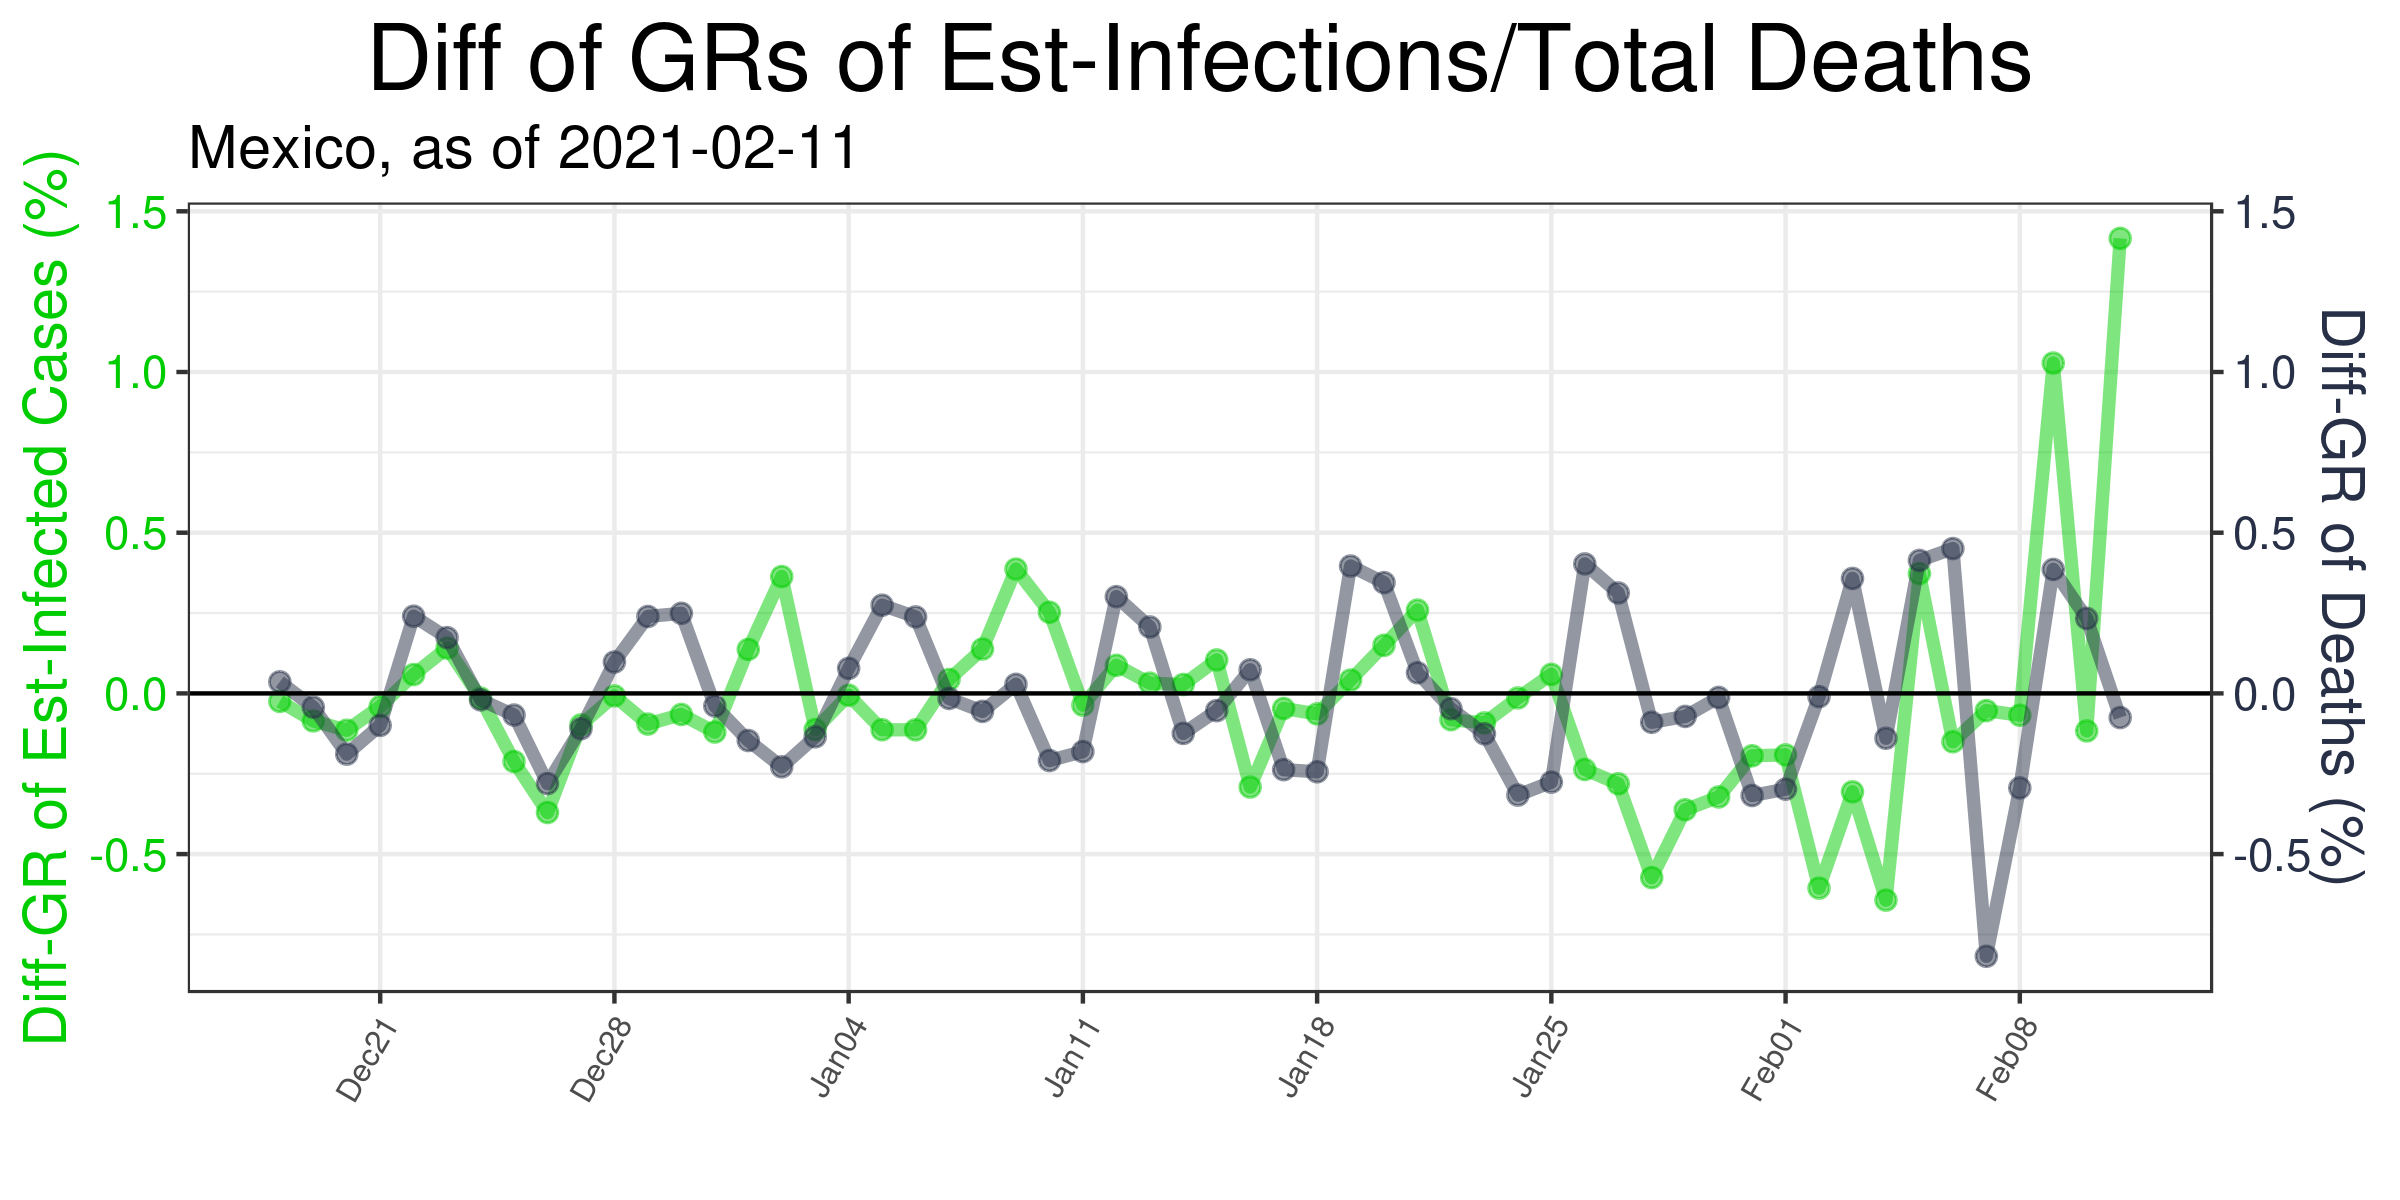 Diff of GRs of Est-Infections/Total Deaths
Mexico, as of 2021-02-11
Diff-GR of Est-Infected Cases (%)
1.5
1.0
0.5
0.0
-0.5
1.5
1.0
0.5
0.0
-0.5
Diff-GR of Deaths (%)
Dec21
Dec28
Jan04
Jan11
Jan18
Jan25
Feb01
Feb08